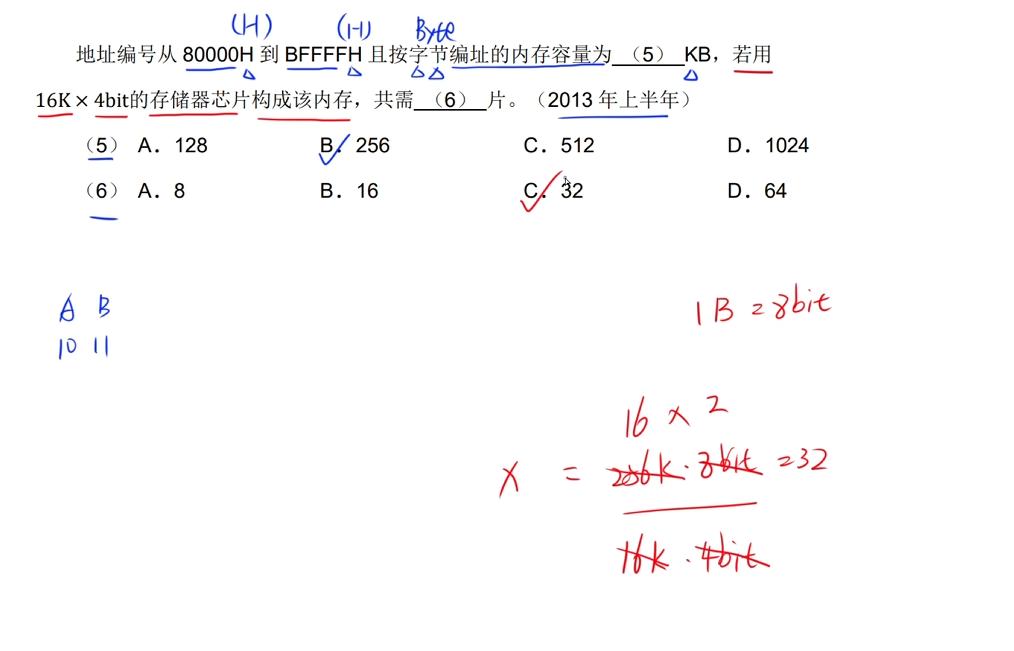 (H) (H) Byte
地址编号从 80000H 到 BFFFFH 且按字节编址的内存容量为 （5） KB，若用
16K × 4bit的存储器芯片构成该内存，共需 （6） 片。（2013 年上半年）
（5） A．128 B．256 C．512 D．1024
（6） A．8 B．16 C．32 D．64
A B
10 11
1B = 8bit
16 × 2
X = 256K · 8bit = 32
16K · 4bit